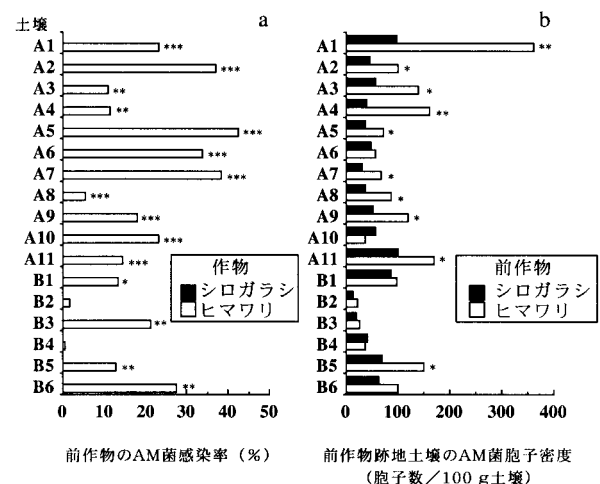 土壌
a
b
A1
***
A2
***
A3
**
A4
**
A5
***
A6
***
A7
***
A8
***
A9
***
A10
***
A11
***
B1
*
B2
B3
**
B4
B5
**
B6
**
作物
シロガラシ
ヒマワリ
0 10 20 30 40 50
前作物のAM菌感染率(%)
A1
**
A2
*
A3
*
A4
**
A5
*
A6
A7
*
A8
*
A9
*
A10
A11
*
B1
B2
B3
B4
B5
*
B6
前作物
シロガラシ
ヒマワリ
0 100 200 300 400
前作物跡地土壌のAM菌胞子密度
(胞子数/100 g土壌)